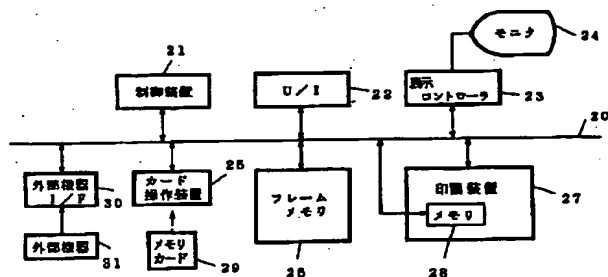 モニタ
24
21
制御装置
U/I
22
表示
コントローラ
23
20
外部機器
I/F
30
カード
操作装置
25
フレーム
メモリ
26
印刷装置
メモリ
27
28
外部機器
31
メモリ
カード
29